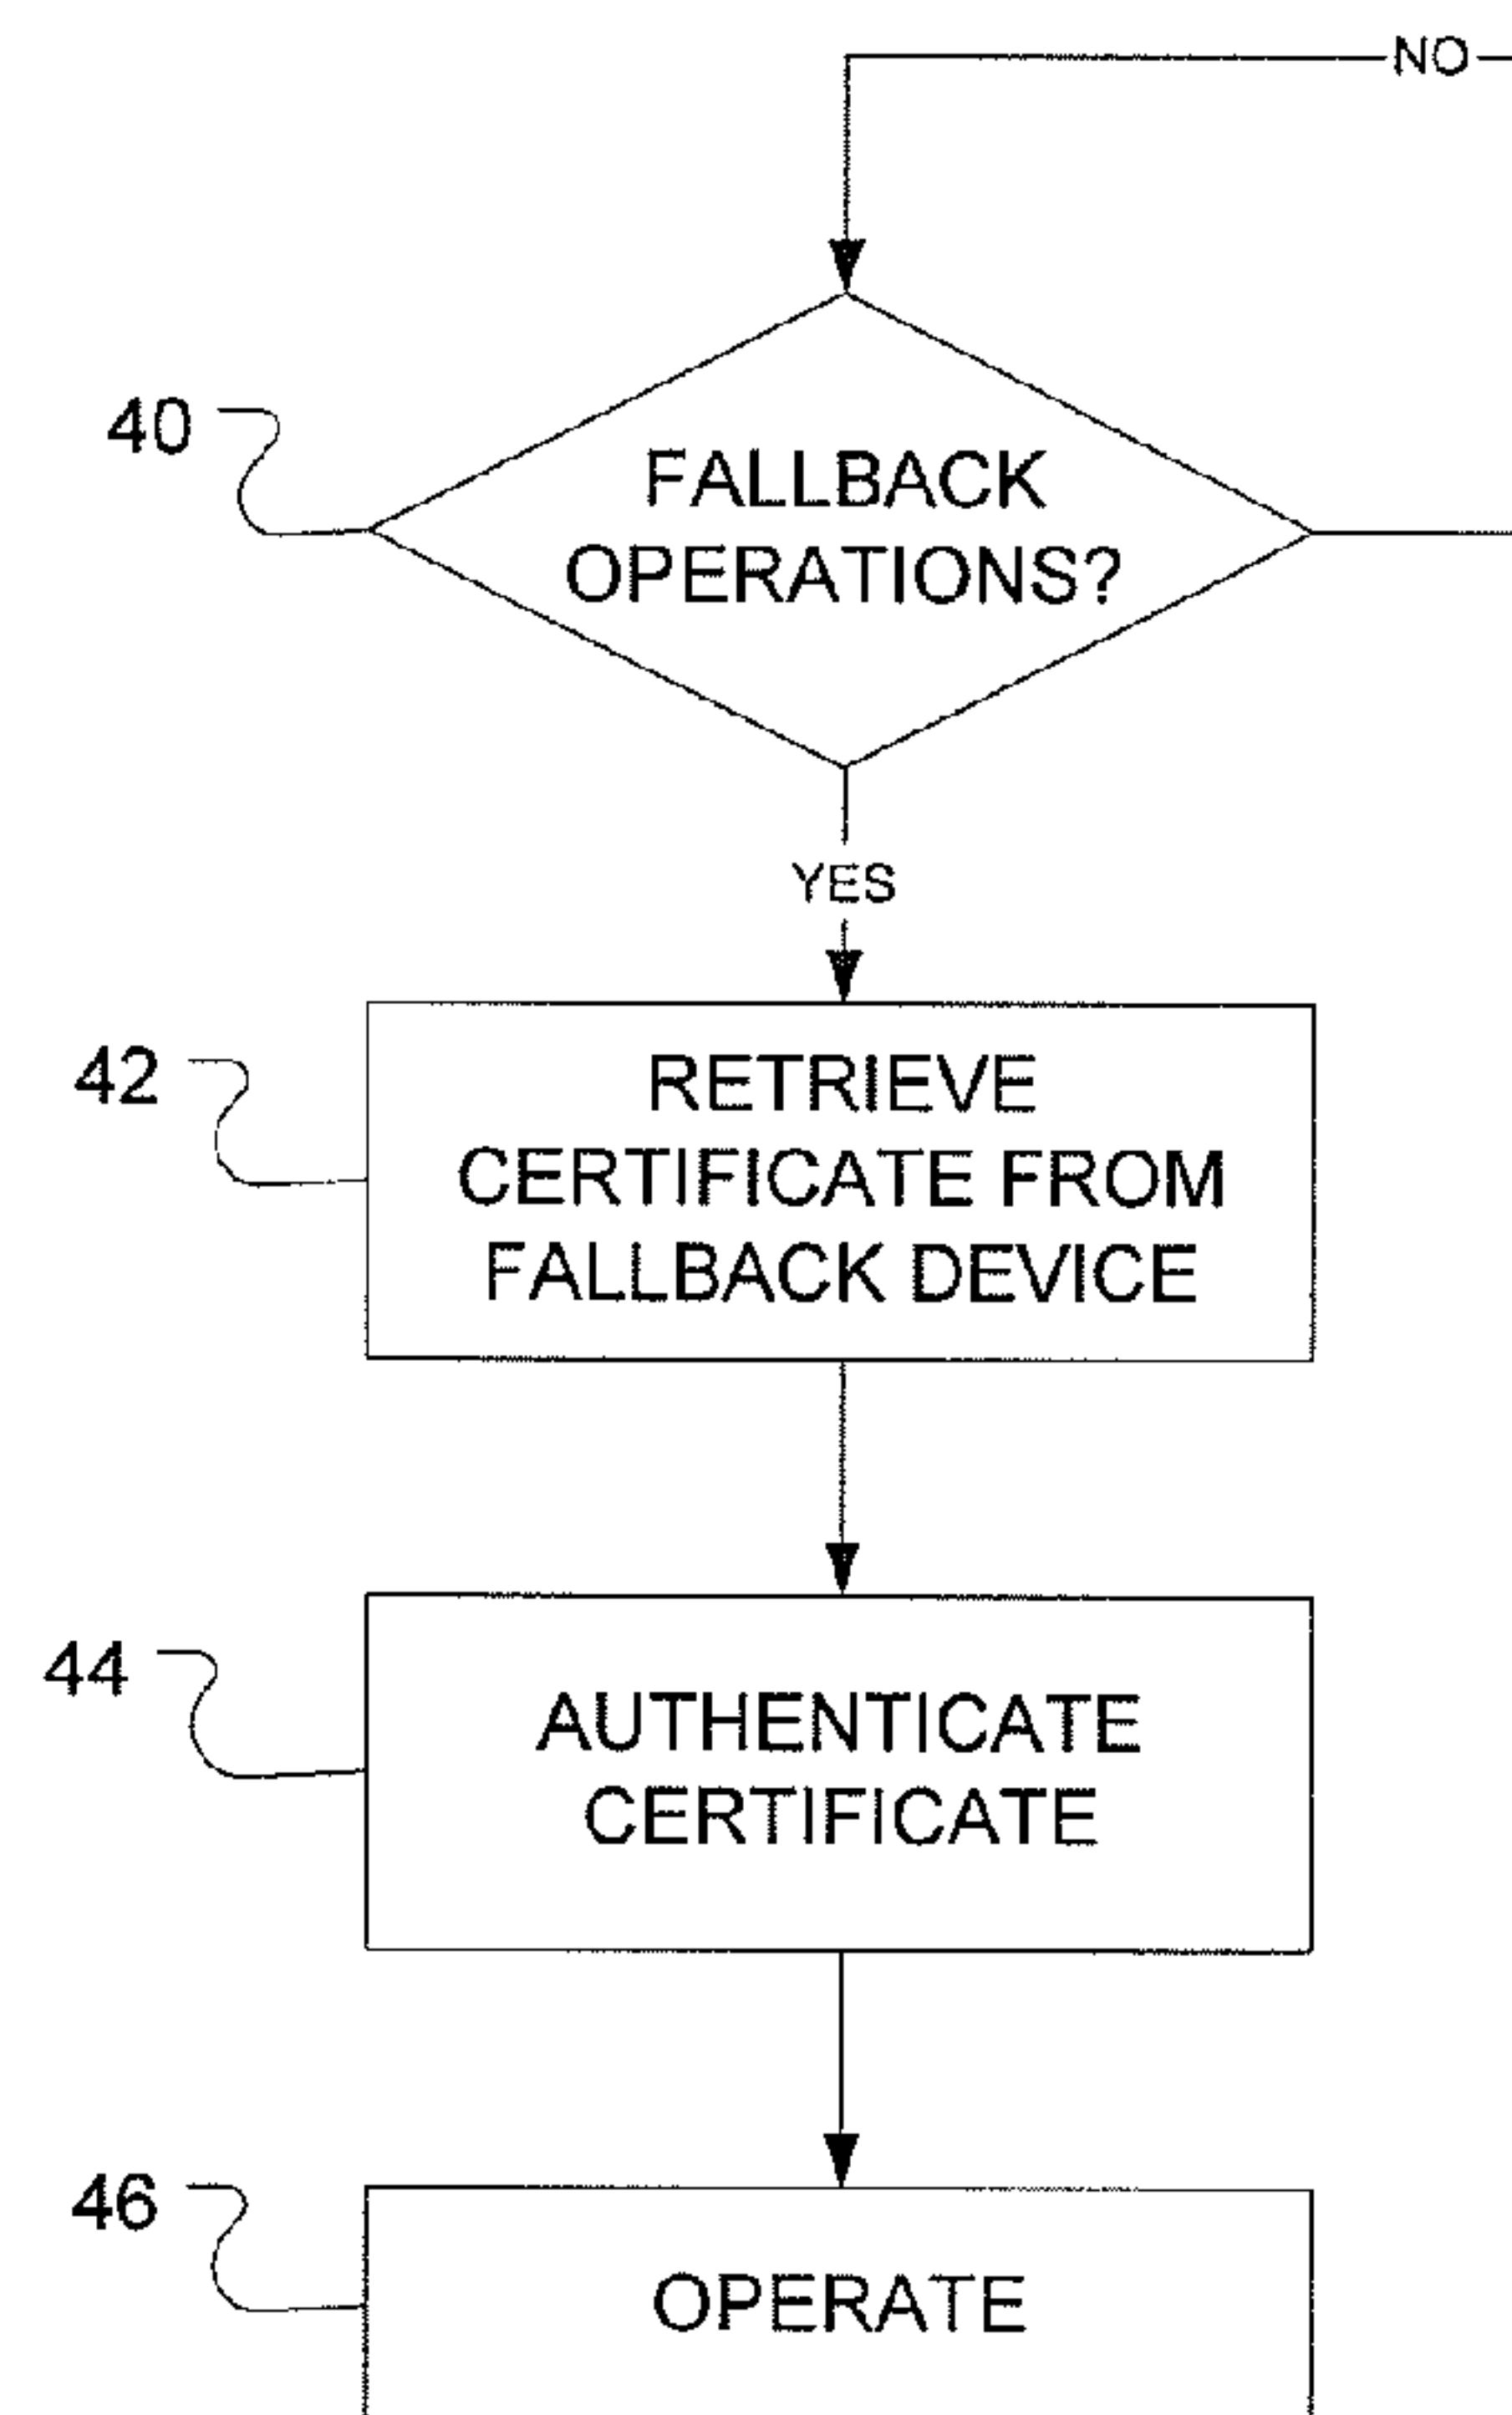 NO
40
FALLBACK
OPERATIONS?
YES
42
RETRIEVE
CERTIFICATE FROM
FALLBACK DEVICE
44
AUTHENTICATE
CERTIFICATE
46
OPERATE